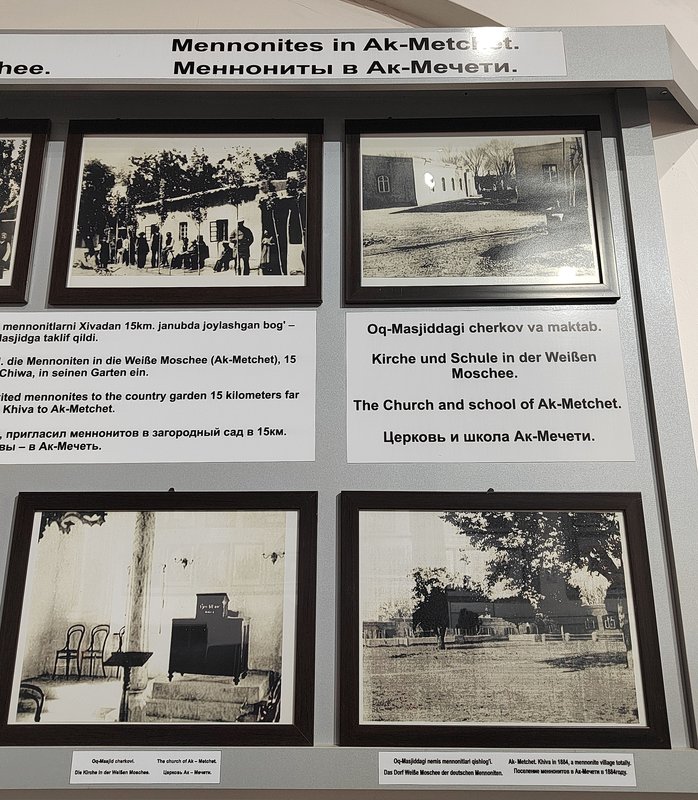 Mennonites in Ak-Metchet.
hee. Меннониты в Ак-Мечети.
mennonitlarni Xivadan 15km. janubda joylashgan bog' –
asjidga taklif qildi.
. die Mennoniten in die Weiße Moschee (Ak-Metchet), 15
Chiwa, in seinen Garten ein.
ited mennonites to the country garden 15 kilometers far
Khiva to Ak-Metchet.
, пригласил меннонитов в загородный сад в 15км.
вы – в Ак-Мечеть.
Oq-Masjiddagi cherkov va maktab.
Kirche und Schule in der Weißen
Moschee.
The Church and school of Ak-Metchet.
Церковь и школа Ак-Мечети.
Oq-Masjid cherkovi. The church of Ak – Metchet.
Die Kirche in der Weißen Moschee. Церковь Ак – Мечети.
Oq-Masjiddagi nemis mennonitlari qishlog'i. Ak- Metchet. Khiva in 1884, a mennonite village totally.
Das Dorf Weiße Moschee der deutschen Mennoniten. Поселение меннонитов в Ак-Мечети в 1884году.